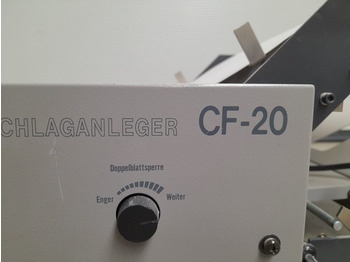 CHLAGANLEGER CF-20
Doppelblattsperre
Enger Weiter